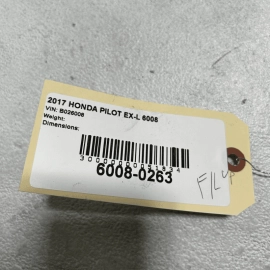 2017 HONDA PILOT EX-L 6008
VIN: B026006
Weight:
Dimensions:
6008-0263